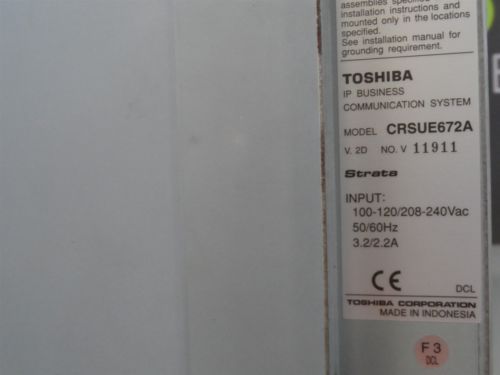 assemblies specified
installation instructions and
mounted only in the locations
specified.
See installation manual for
grounding requirement.
TOSHIBA
IP BUSINESS
COMMUNICATION SYSTEM
MODEL CRSUE672A
V. 2D NO. V 11911
Strata
INPUT:
100-120/208-240Vac
50/60Hz
3.2/2.2A
CE
DCL
TOSHIBA CORPORATION
MADE IN INDONESIA
F 3
DCL